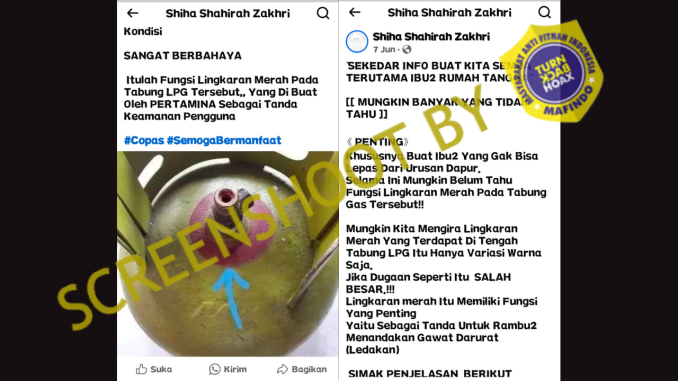 Shiha Shahirah Zakhri
Kondisi
SANGAT BERBAHAYA
Itulah Fungsi Lingkaran Merah Pada
Tabung LPG Tersebut,, Yang Di Buat
Oleh PERTAMINA Sebagai Tanda
Keamanan Pengguna
#Copas #SemogaBermanfaat
Suka
Kirim
Bagikan
Shiha Shahirah Zakhri
Shiha Shahirah Zakhri
7 Jun
'SEKEDAR INFO BUAT KITA
TERUTAMA IBU2 RUMAH
[[ MUNGKIN BANYAK YANG
TAHU ]]
《 PENTING》
Khususnya Buat Ibu2 Yang Gak Bisa
Lepas Dari Urusan Dapur,
Selama Ini Mungkin Belum Tahu
Fungsi Lingkaran Merah Pada Tabung
Gas Tersebut!!
Mungkin Kita Mengira Lingkaran
Merah Yang Terdapat Di Tengah
Tabung LPG Itu Hanya Variasi Warna
Saja,
Jika Dugaan Seperti Itu SALAH
BESAR,!!!
Lingkaran merah Itu Memiliki Fungsi
Yang Penting
Yaitu Sebagai Tanda Untuk Rambu2
Menandakan Gawat Darurat
(Ledakan)
SIMAK PENJELASAN BERIKUT
SCREENSHOOT BY
MASYARAKAT ANTI FITNAH INDONESIA
TURN
BACK
HOAX
MAFINDO